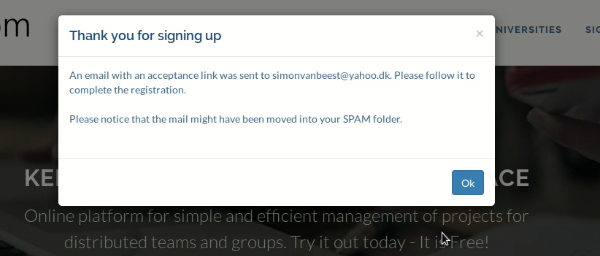 om
Thank you for signing up
×
NIVERSITIES
SIG
An email with an acceptance link was sent to simonvanbeest@yahoo.dk. Please follow it to
complete the registration.
Please notice that the mail might have been moved into your SPAM folder.
Ok
KE
ACE
Online platform for simple and efficient management of projects for
distributed teams and groups. Try it out today - It is Free!